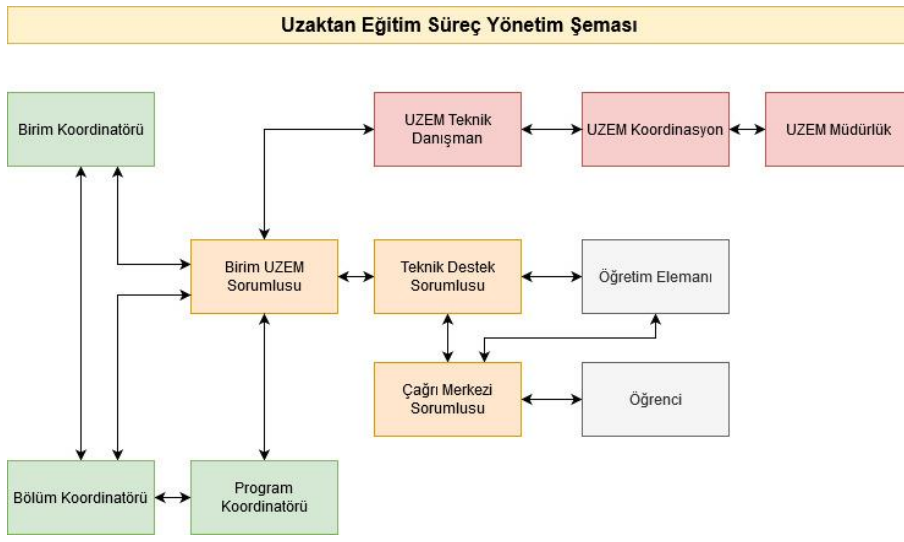 Uzaktan Eğitim Süreç Yönetim Şeması
Birim Koordinatörü
UZEM Teknik
Danışman
UZEM Koordinasyon
UZEM Müdürlük
Birim UZEM
Sorumlusu
Teknik Destek
Sorumlusu
Öğretim Elemanı
Çağrı Merkezi
Sorumlusu
Öğrenci
Bölüm Koordinatörü
Program
Koordinatörü